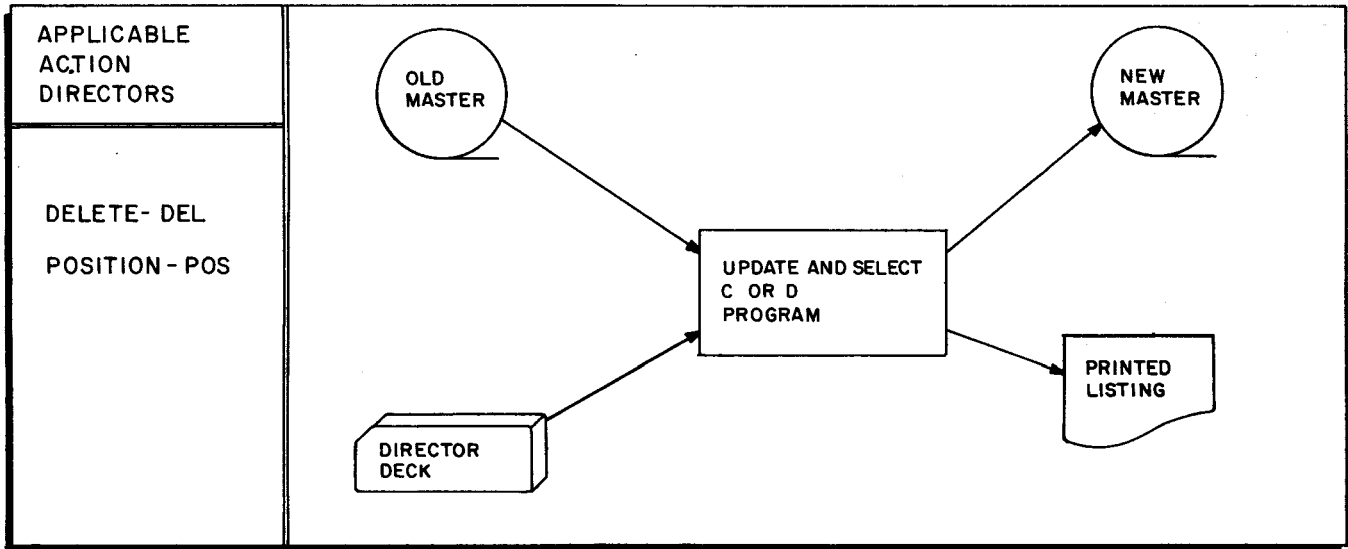 APPLICABLE
ACTION
DIRECTORS
DELETE- DEL
POSITION - POS
OLD
MASTER
NEW
MASTER
UPDATE AND SELECT
C OR D
PROGRAM
DIRECTOR
DECK
PRINTED
LISTING